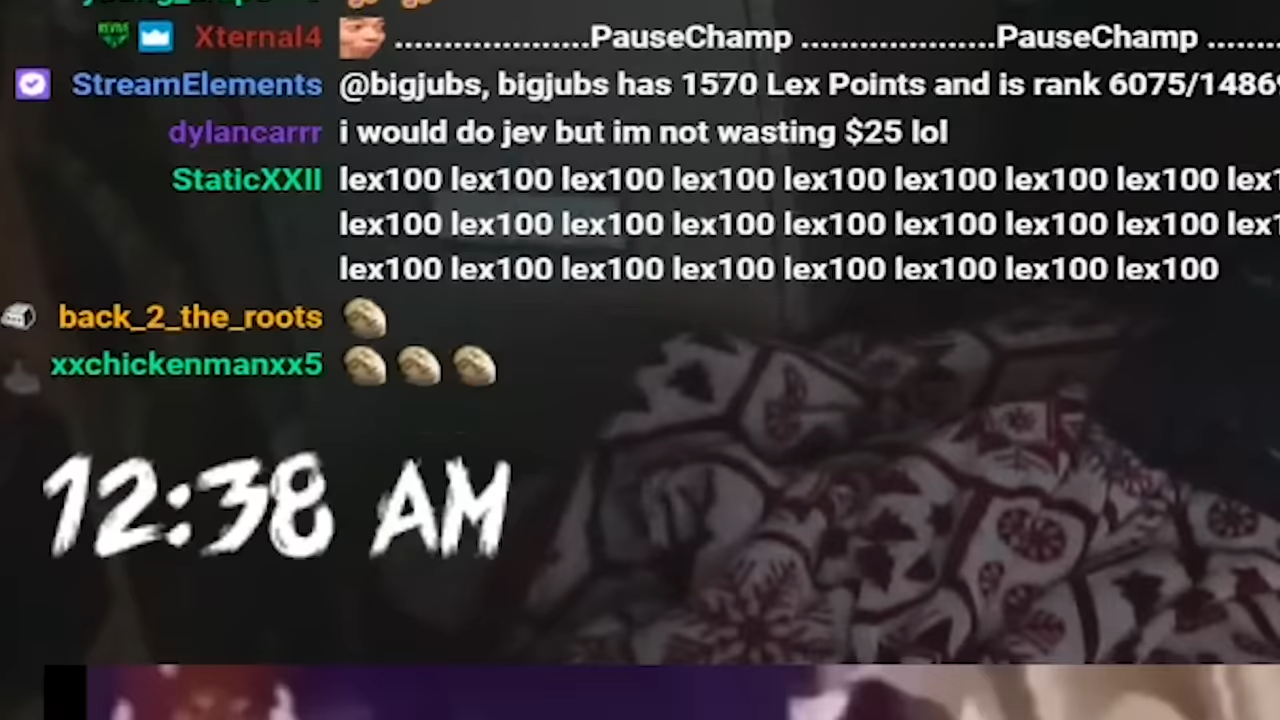 Xternal4 ...................PauseChamp ...................PauseChamp .......
StreamElements @bigjubs, bigjubs has 1570 Lex Points and is rank 6075/1486
dylancarrr i would do jev but im not wasting $25 lol
StaticXXII lex100 lex100 lex100 lex100 lex100 lex100 lex100 lex100 lex1
lex100 lex100 lex100 lex100 lex100 lex100 lex100 lex100 lex1
lex100 lex100 lex100 lex100 lex100 lex100 lex100 lex100
back_2_the_roots
xxchickenmanxx5
12:38 AM